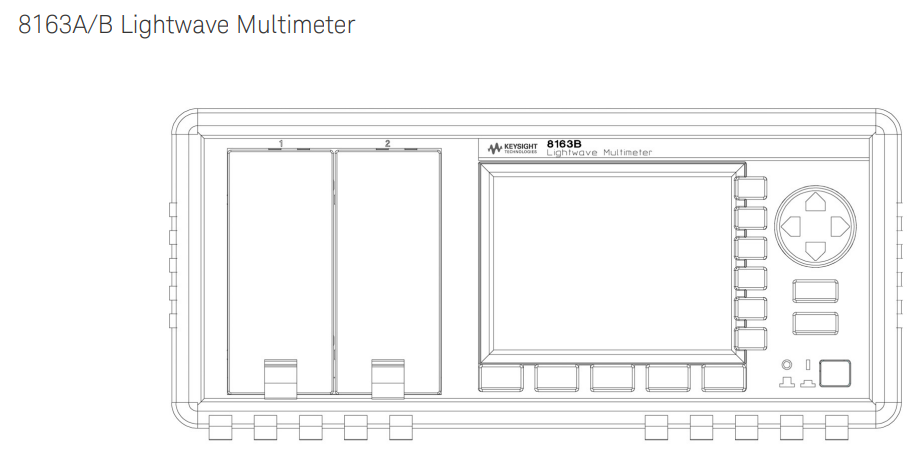 8163A/B Lightwave Multimeter
1
2
KEYSIGHT
TECHNOLOGIES
8163B
Lightwave Multimeter